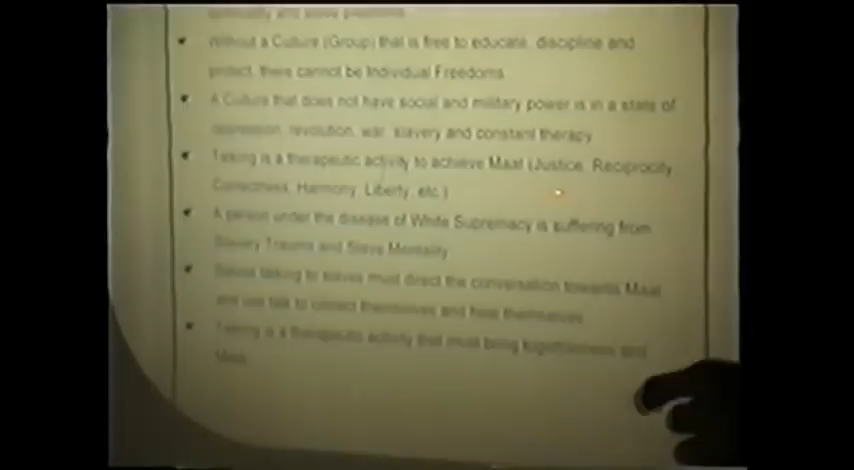 Without a Culture (Group) that is free to educate, discipline and
protect, there cannot be Individual Freedoms
A Culture that does not have social and military power is in a state of
oppression, revolution, war, slavery and constant therapy
Talking is a therapeutic activity to achieve Maat (Justice, Reciprocity
Correctness, Harmony, Liberty, etc.)
A person under the disease of White Supremacy is suffering from
Slavery Trauma and Slave Mentality
Slaves talking to slaves must direct the conversation towards Maat
and use talk to correct themselves and heal themselves
Talking is a therapeutic activity that must bring togetherness and
Maat